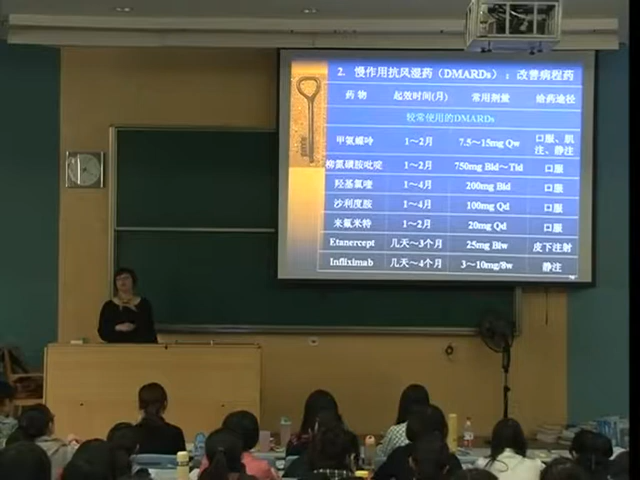 2. 慢作用抗风湿药（DMARDs）：改善病程药
药 物 起效时间(月) 常用剂量 给药途径
较常使用的DMARDs
甲氨蝶呤 1～2月 7.5～15mg Qw 口服、肌注、静注
柳氮磺胺吡啶 1～2月 750mg Bid～Tid 口服
羟基氯喹 1～4月 200mg Bid 口服
沙利度胺 1～4月 100mg Qd 口服
来氟米特 1～2月 20mg Qd 口服
Etanercept 几天～3个月 25mg Biw 皮下注射
Infliximab 几天～4个月 3～10mg/8w 静注